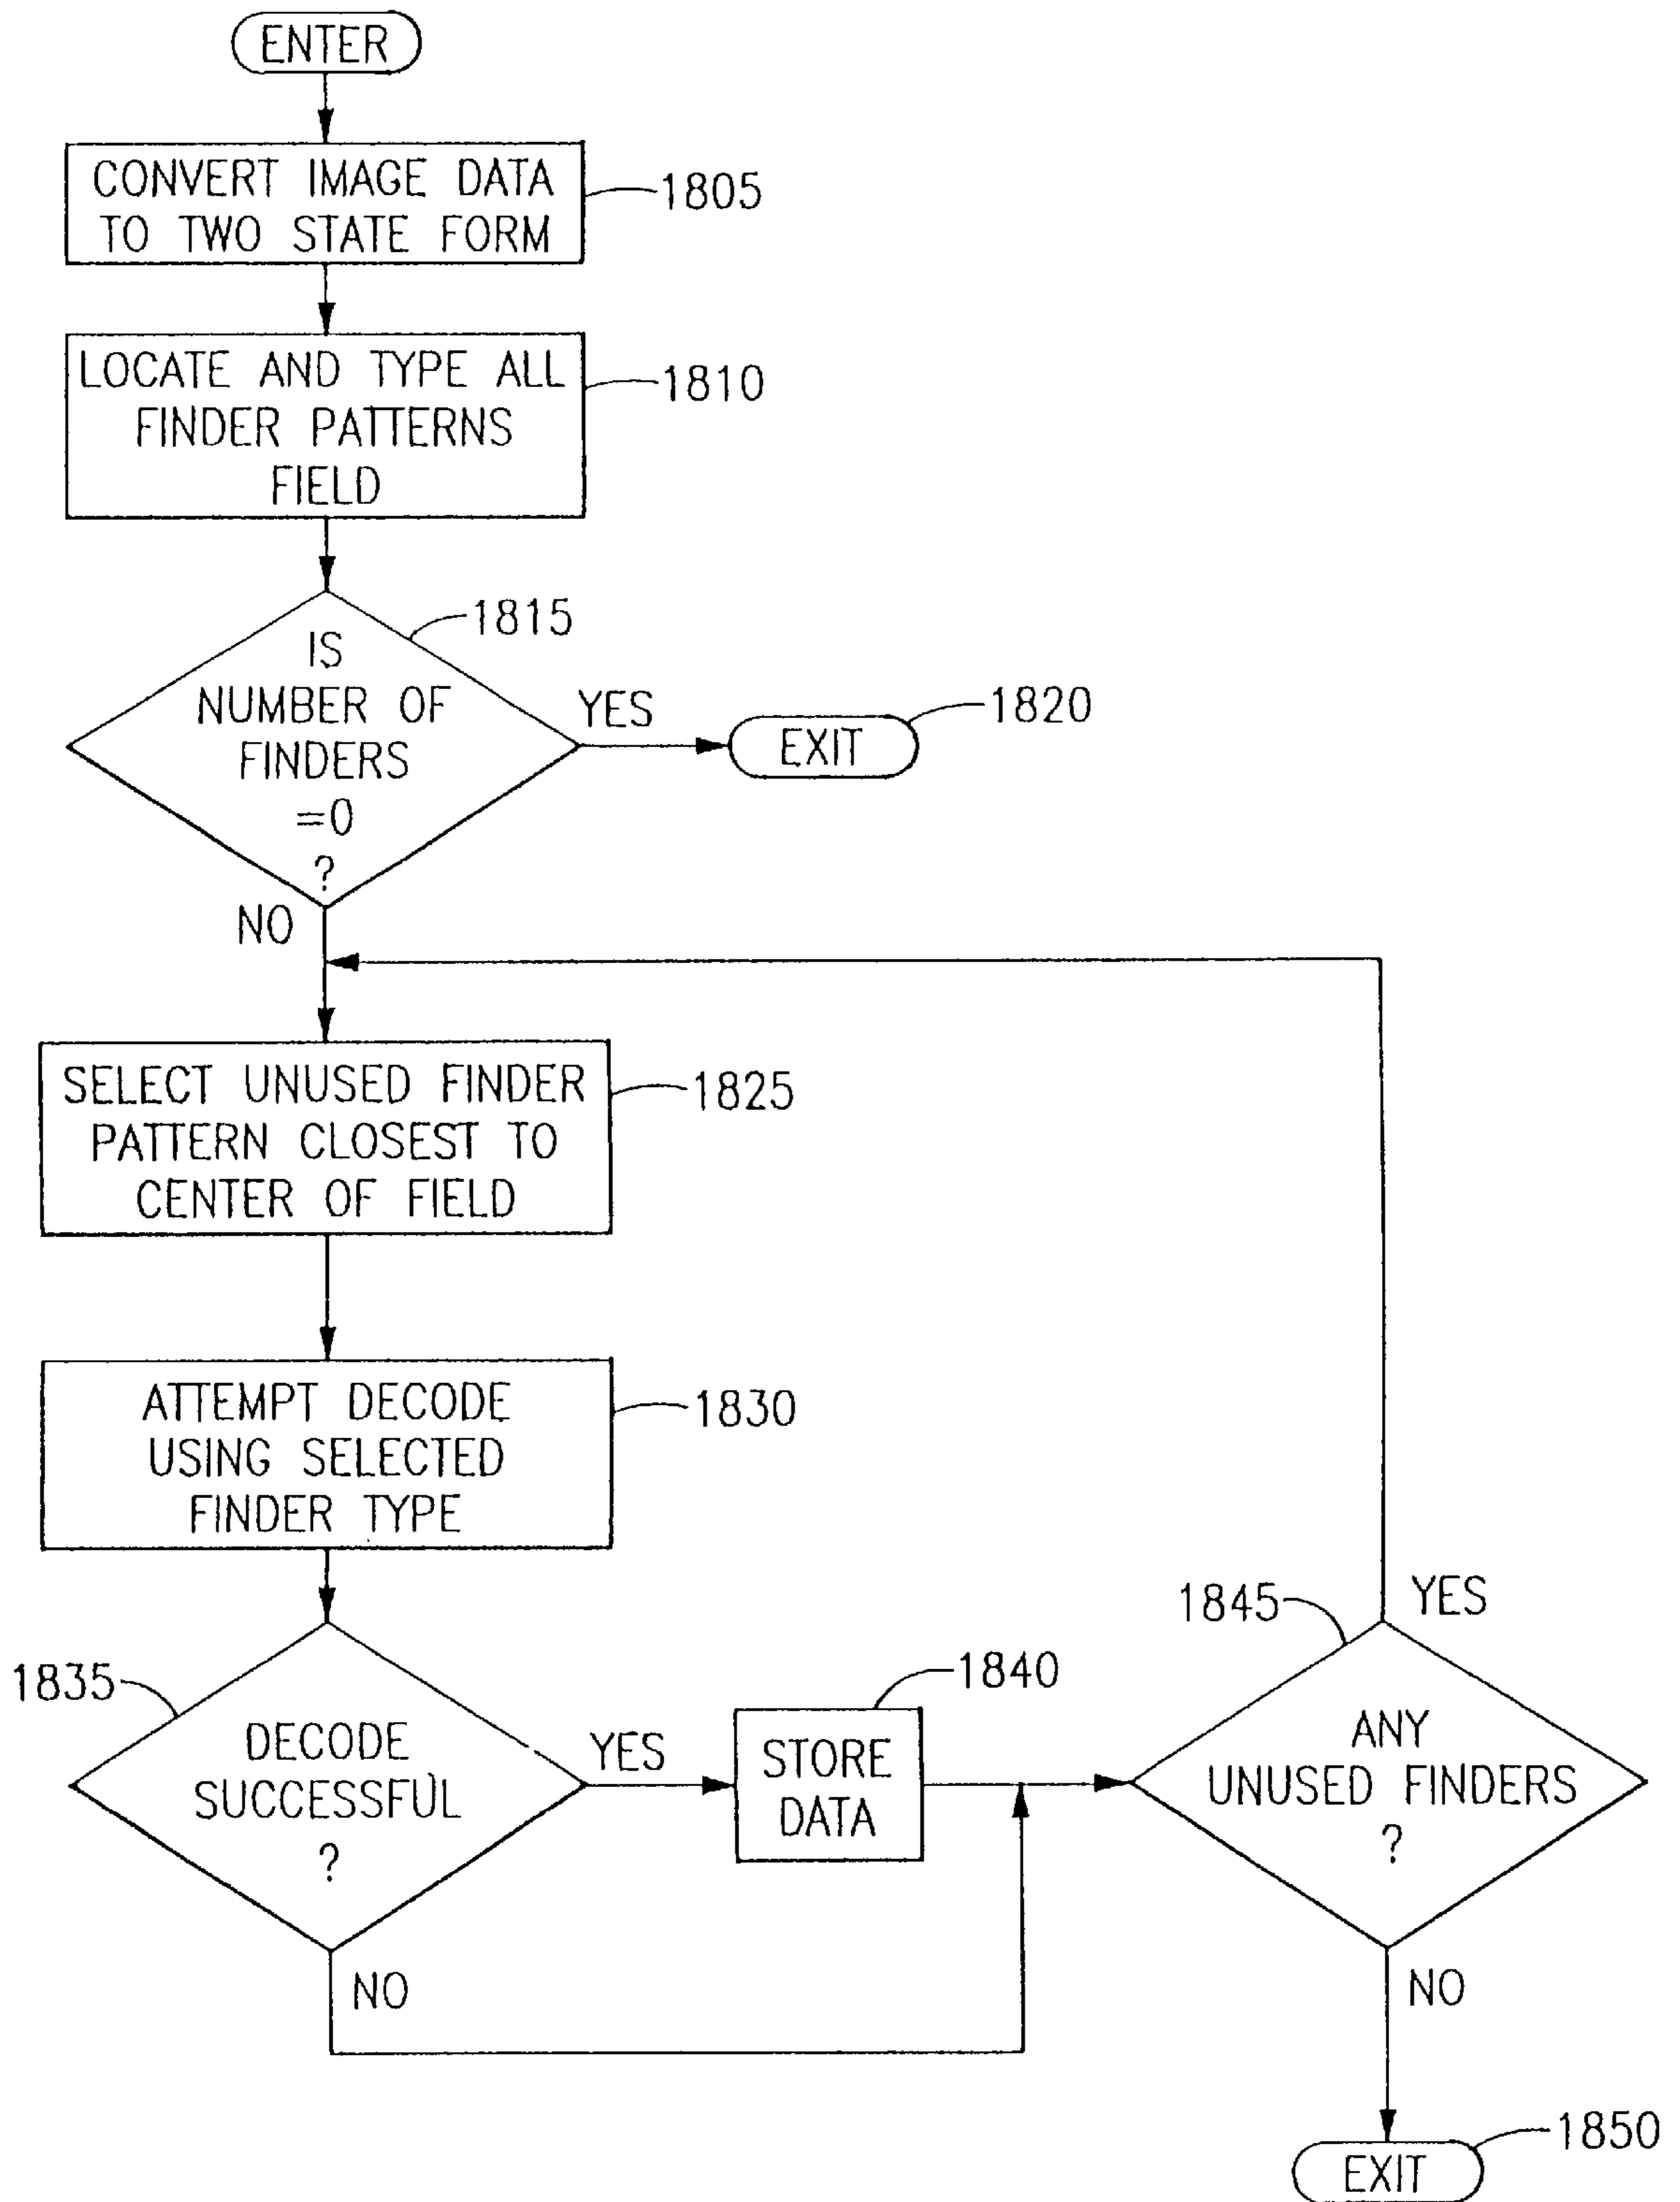 ENTER
CONVERT IMAGE DATA
TO TWO STATE FORM
1805
LOCATE AND TYPE ALL
FINDER PATTERNS
FIELD
1810
IS
NUMBER OF
FINDERS
=0
?
1815
YES
EXIT
1820
NO
SELECT UNUSED FINDER
PATTERN CLOSEST TO
CENTER OF FIELD
1825
ATTEMPT DECODE
USING SELECTED
FINDER TYPE
1830
1835
DECODE
SUCCESSFUL
?
YES
STORE
DATA
1840
NO
1845
YES
ANY
UNUSED FINDERS
?
NO
EXIT
1850